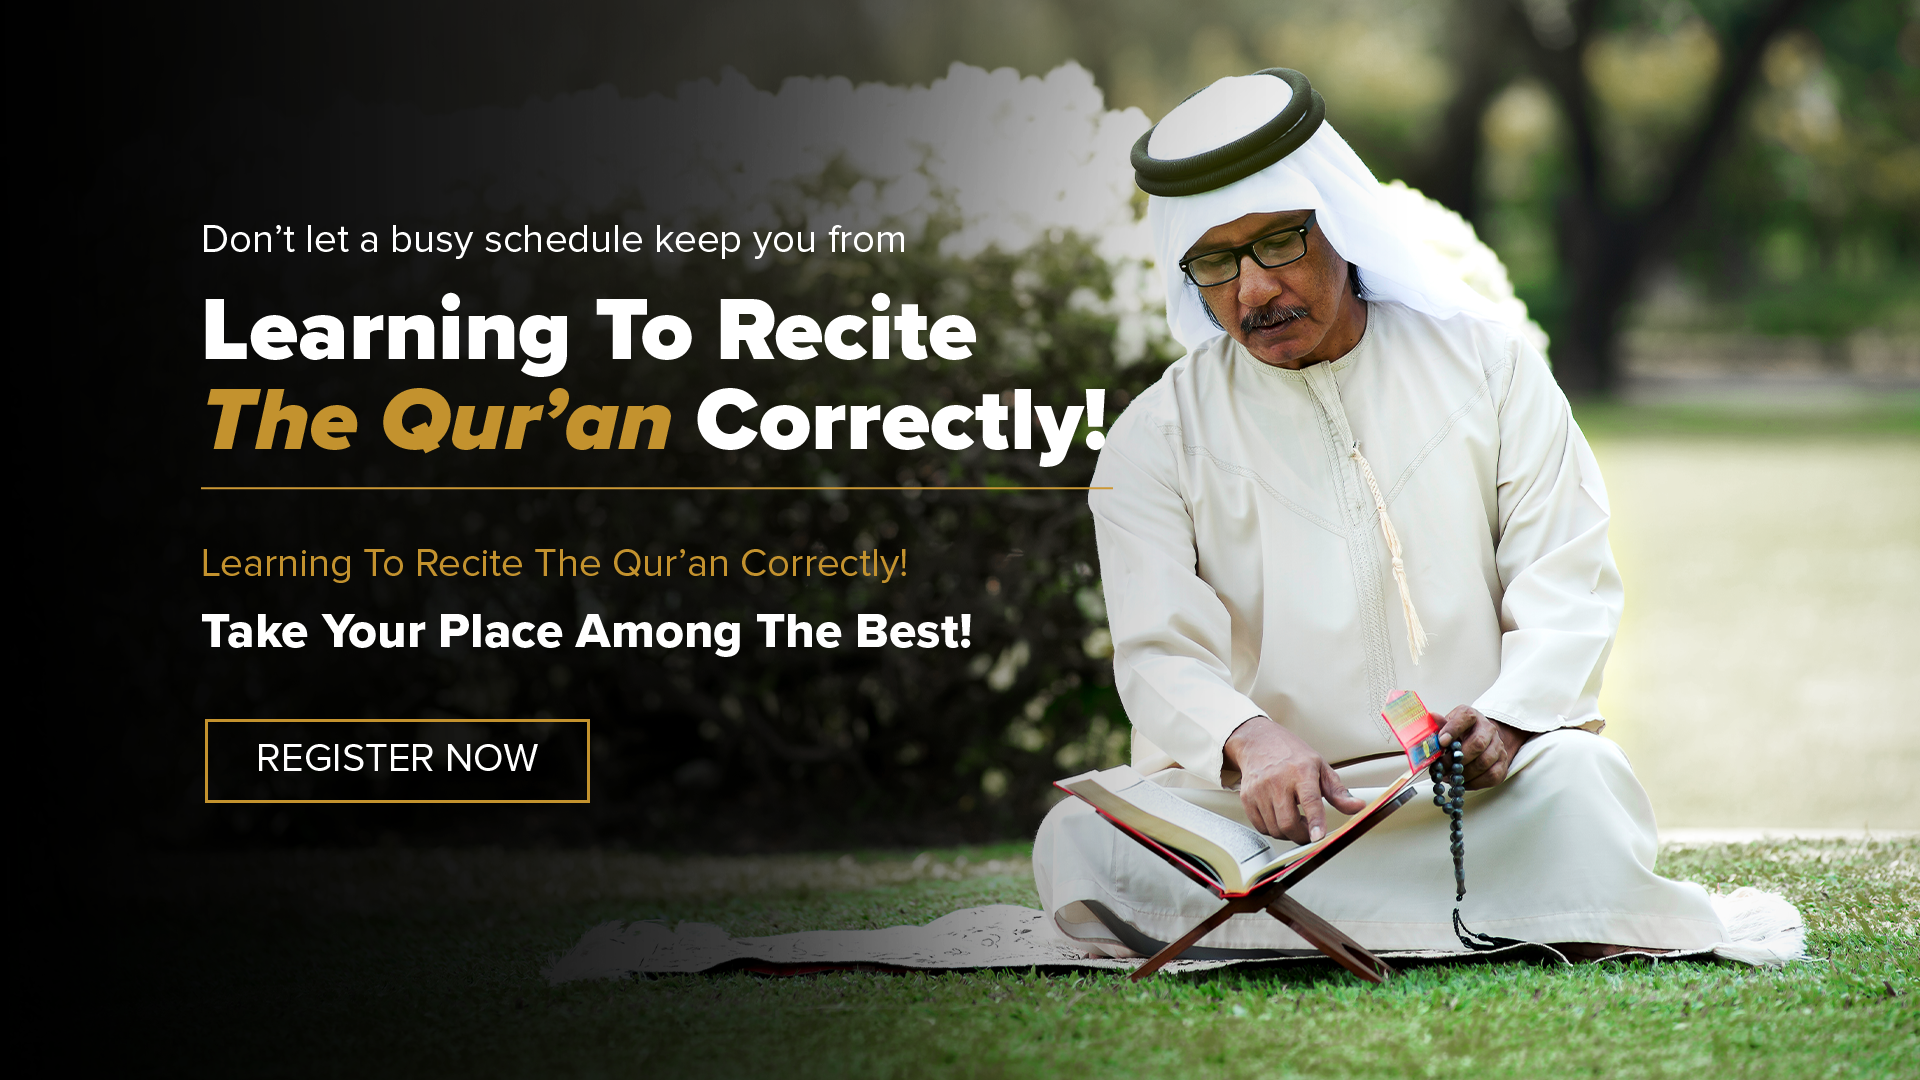 Don’t let a busy schedule keep you from
Learning To Recite
The Qur’an Correctly!
Learning To Recite The Qur’an Correctly!
Take Your Place Among The Best!
REGISTER NOW